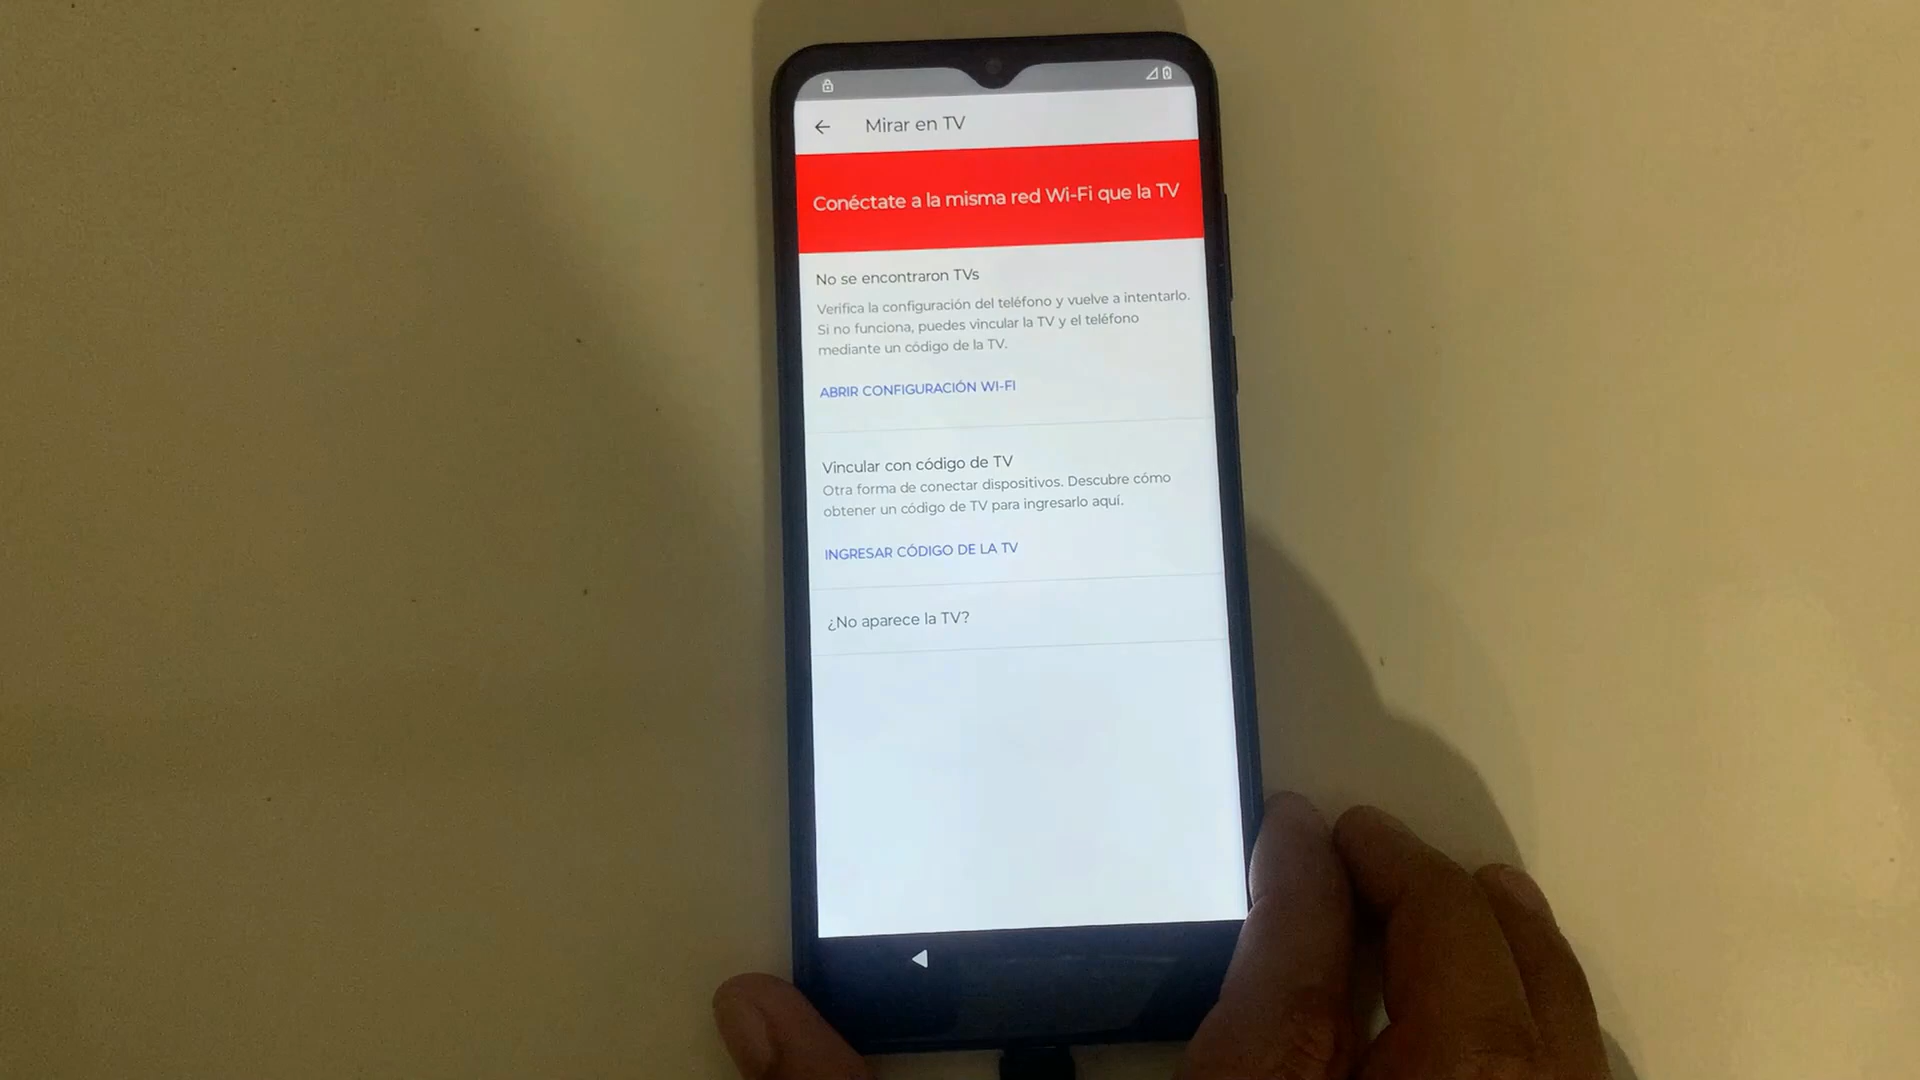 Mirar en TV
Conéctate a la misma red Wi-Fi que la TV
No se encontraron TVs
Verifica la configuración del teléfono y vuelve a intentarlo.
Si no funciona, puedes vincular la TV y el teléfono
mediante un código de la TV.
ABRIR CONFIGURACIÓN WI-FI
Vincular con código de TV
Otra forma de conectar dispositivos. Descubre cómo
obtener un código de TV para ingresarlo aquí.
INGRESAR CÓDIGO DE LA TV
¿No aparece la TV?